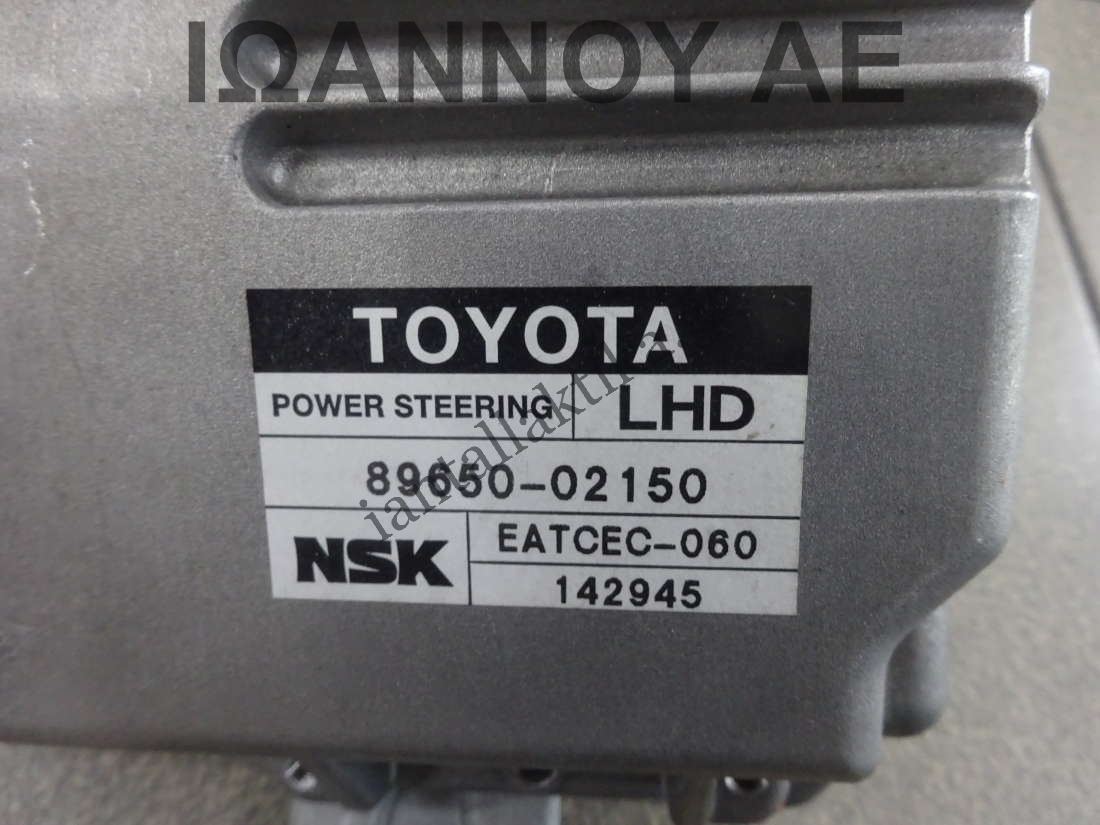 ΙΩΑΝΝΟΥ ΑΕ
TOYOTA
POWER STEERING LHD
89650-02150
NSK EATCEC-060
142945